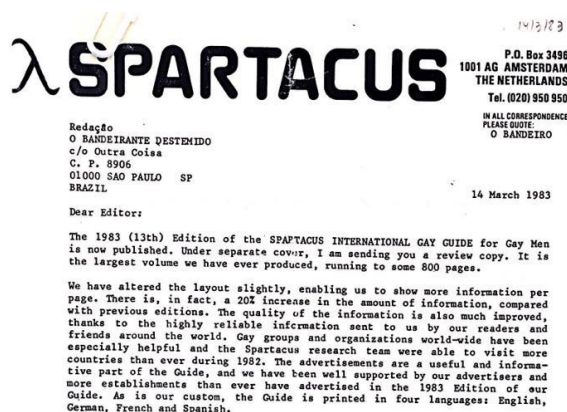 14/3/83
λ SPARTACUS
P.O. Box 3496
1001 AG AMSTERDAM
THE NETHERLANDS
Tel. (020) 950 950
IN ALL CORRESPONDENCE
PLEASE QUOTE:
O BANDEIRO
Redação
O BANDEIRANTE DESTEMIDO
c/o Outra Coisa
C. P. 8906
01000 SAO PAULO SP
BRAZIL
14 March 1983
Dear Editor:
The 1983 (13th) Edition of the SPARTACUS INTERNATIONAL GAY GUIDE for Gay Men
is now published. Under separate cover, I am sending you a review copy. It is
the largest volume we have ever produced, running to some 800 pages.
We have altered the layout slightly, enabling us to show more information per
page. There is, in fact, a 20% increase in the amount of information, compared
with previous editions. The quality of the information is also much improved,
thanks to the highly reliable information sent to us by our readers and
friends around the world. Gay groups and organizations world-wide have been
especially helpful and the Spartacus research team were able to visit more
countries than ever during 1982. The advertisements are a useful and informa-
tive part of the Guide, and we have been well supported by our advertisers and
more establishments than ever have advertised in the 1983 Edition of our
Guide. As is our custom, the Guide is printed in four languages: English,
German, French and Spanish.